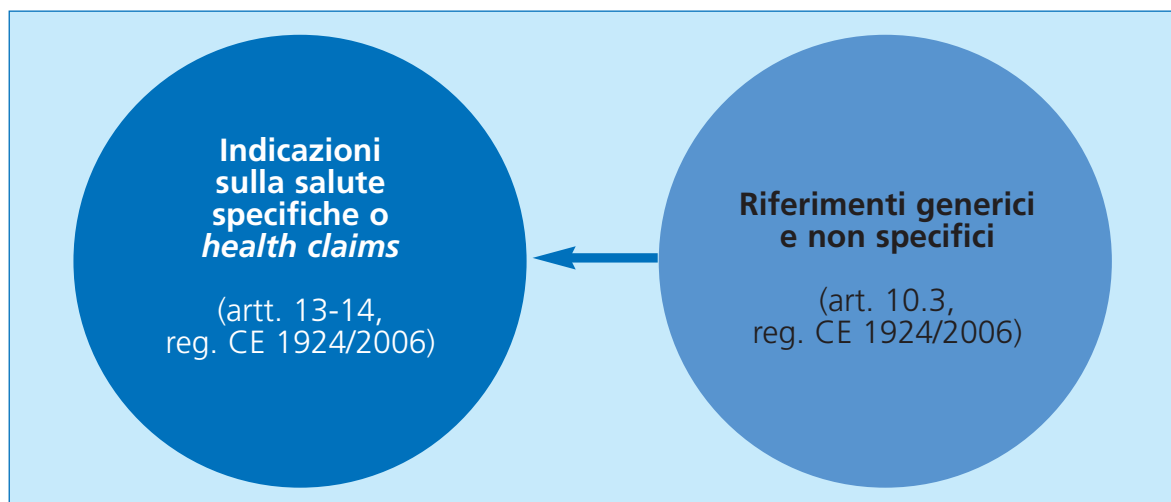 Indicazioni
sulla salute
specifiche o
health claims
(artt. 13-14,
reg. CE 1924/2006)
Riferimenti generici
e non specifici
(art. 10.3,
reg. CE 1924/2006)